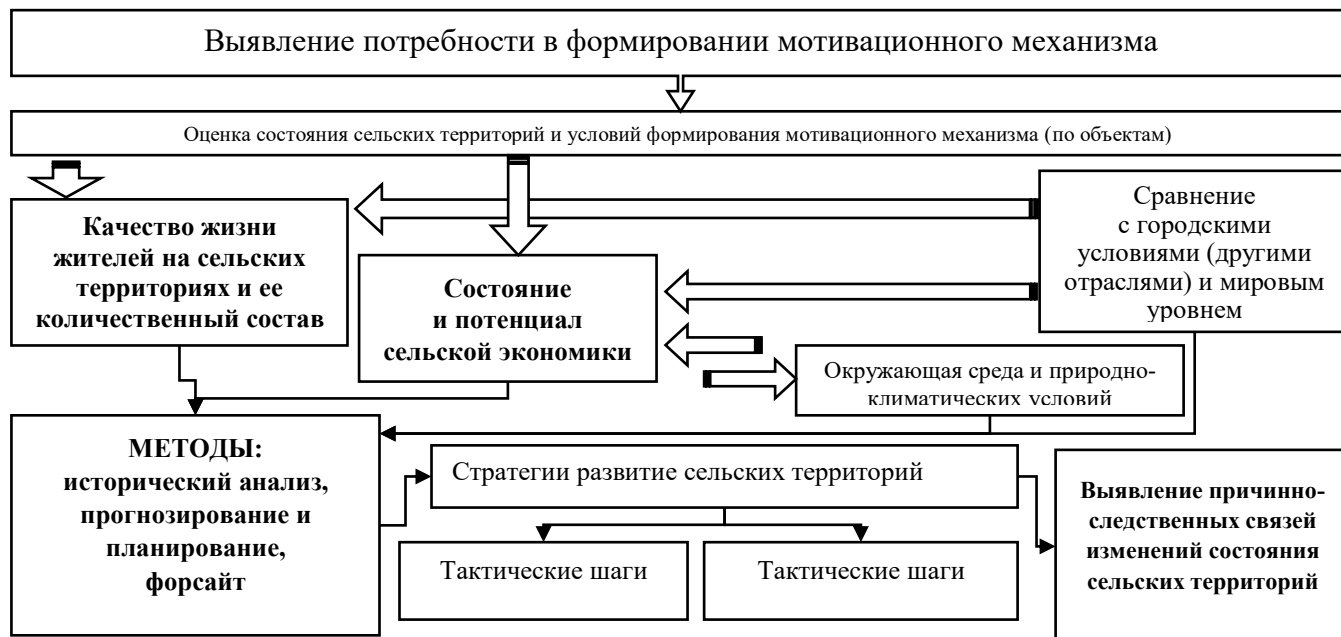 Выявление потребности в формировании мотивационного механизма
Оценка состояния сельских территорий и условий формирования мотивационного механизма (по объектам)
Качество жизни
жителей на сельских
территориях и ее
количественный состав
Состояние
и потенциал
сельской экономики
Сравнение
с городскими
условиями (другими
отраслями) и мировым
уровнем
Окружающая среда и природно-
климатических условий
МЕТОДЫ:
исторический анализ,
прогнозирование и
планирование,
форсайт
Стратегии развитие сельских территорий
Тактические шаги
Тактические шаги
Выявление причинно-
следственных связей
изменений состояния
сельских территорий